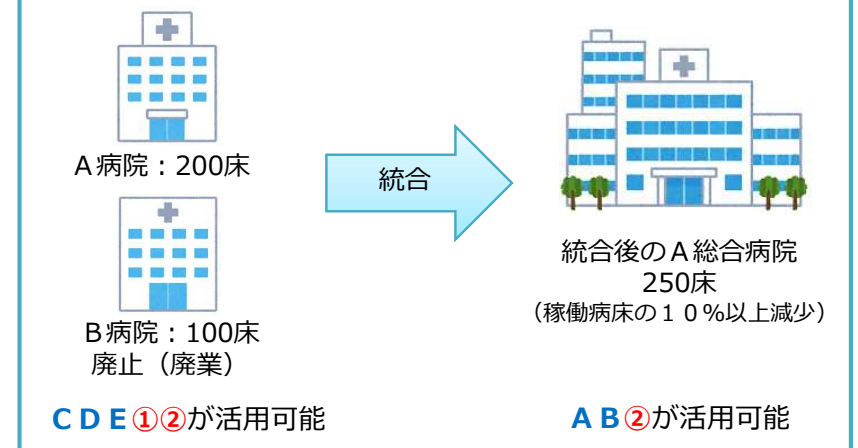 A病院：200床
統合
B病院：100床
廃止（廃業）
統合後のA総合病院
250床
（稼働病床の１０％以上減少）
ＣＤＥ①②が活用可能
ＡＢ②が活用可能